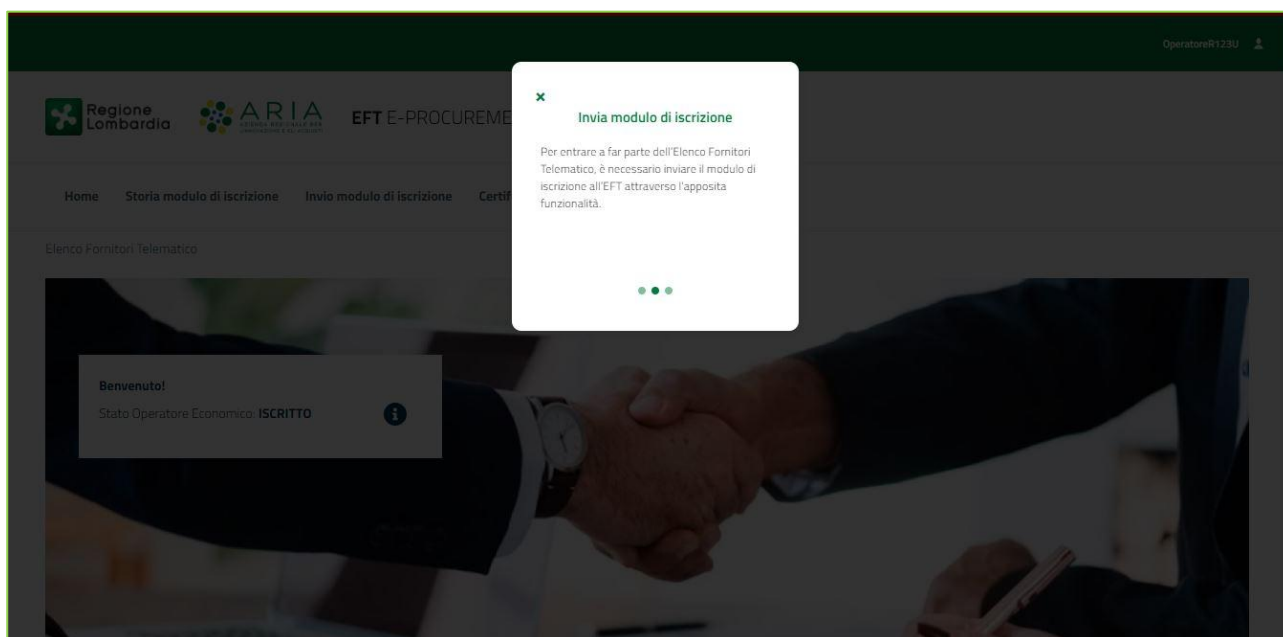 OperatoreR123U
Regione
Lombardia
ARIA
EFT E-PROCUREME
Home Storia modulo di iscrizione Invio modulo di iscrizione Certif
Elenco Fornitori Telematico
Invia modulo di iscrizione
Per entrare a far parte dell'Elenco Fornitori
Telematico, è necessario inviare il modulo di
iscrizione all'EFT attraverso l'apposita
funzionalità.
Benvenuto!
Stato Operatore Economico: ISCRITTO